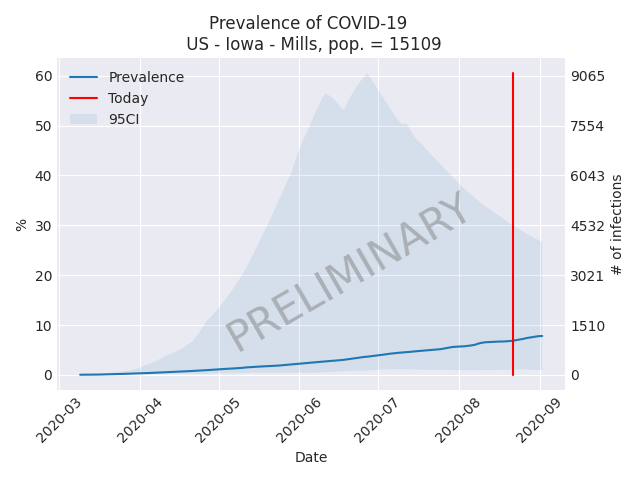 Prevalence of COVID-19
US - Iowa - Mills, pop. = 15109
Prevalence
Today
95CI
60
50
40
30
20
10
0
%
9065
7554
6043
4532
3021
1510
0
# of infections
PRELIMINARY
2020-03
2020-04
2020-05
2020-06
2020-07
2020-08
2020-09
Date